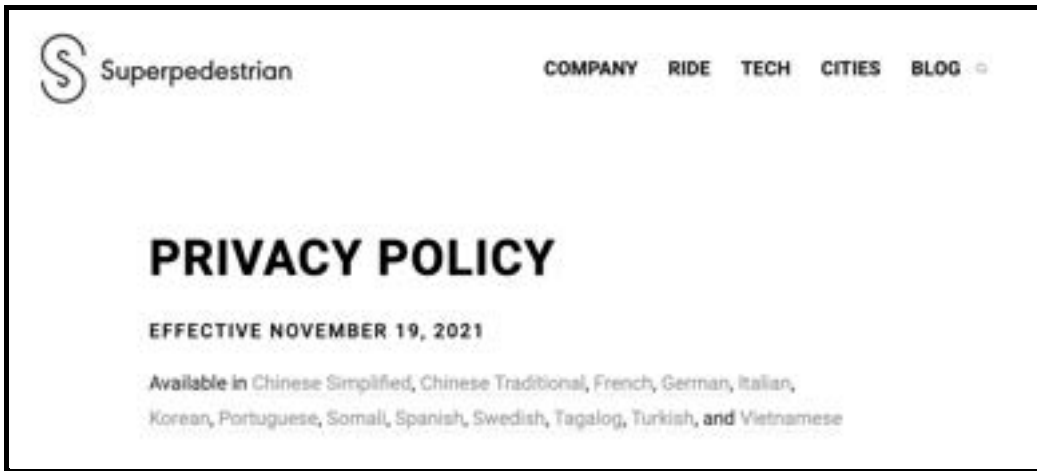 Superpedestrian
COMPANY RIDE TECH CITIES BLOG
PRIVACY POLICY
EFFECTIVE NOVEMBER 19, 2021
Available in Chinese Simplified, Chinese Traditional, French, German, Italian,
Korean, Portuguese, Somali, Spanish, Swedish, Tagalog, Turkish, and Vietnamese